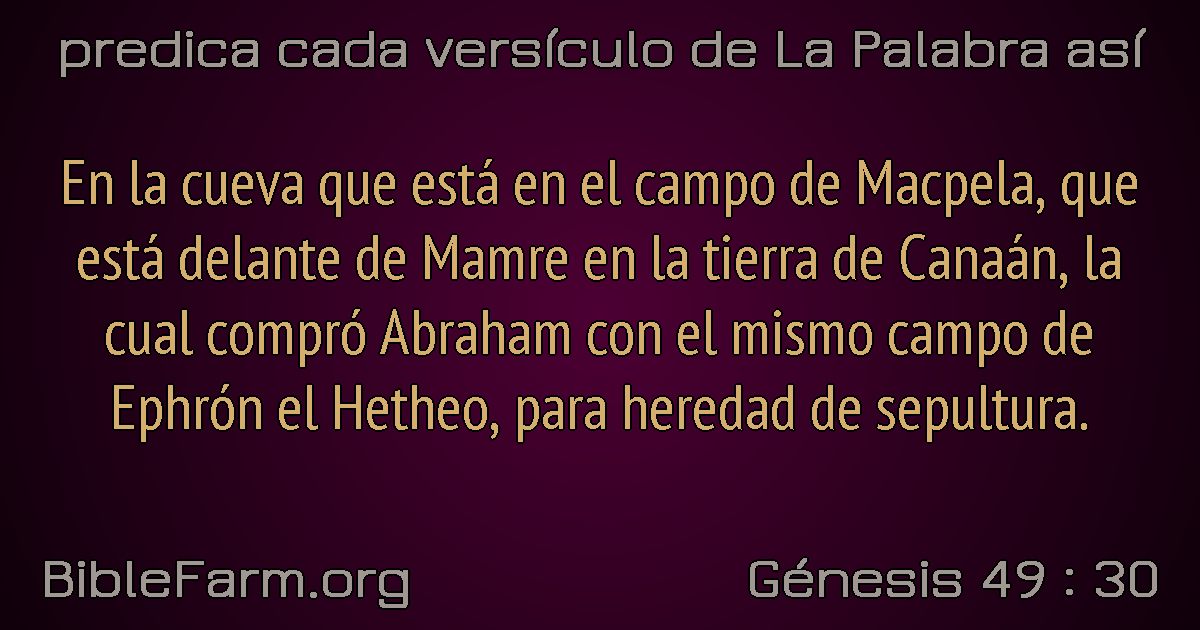 predica cada versículo de La Palabra así
En la cueva que está en el campo de Macpela, que
está delante de Mamre en la tierra de Canaán, la
cual compró Abraham con el mismo campo de
Ephrón el Hetheo, para heredad de sepultura.
BibleFarm.org
Génesis 49 : 30